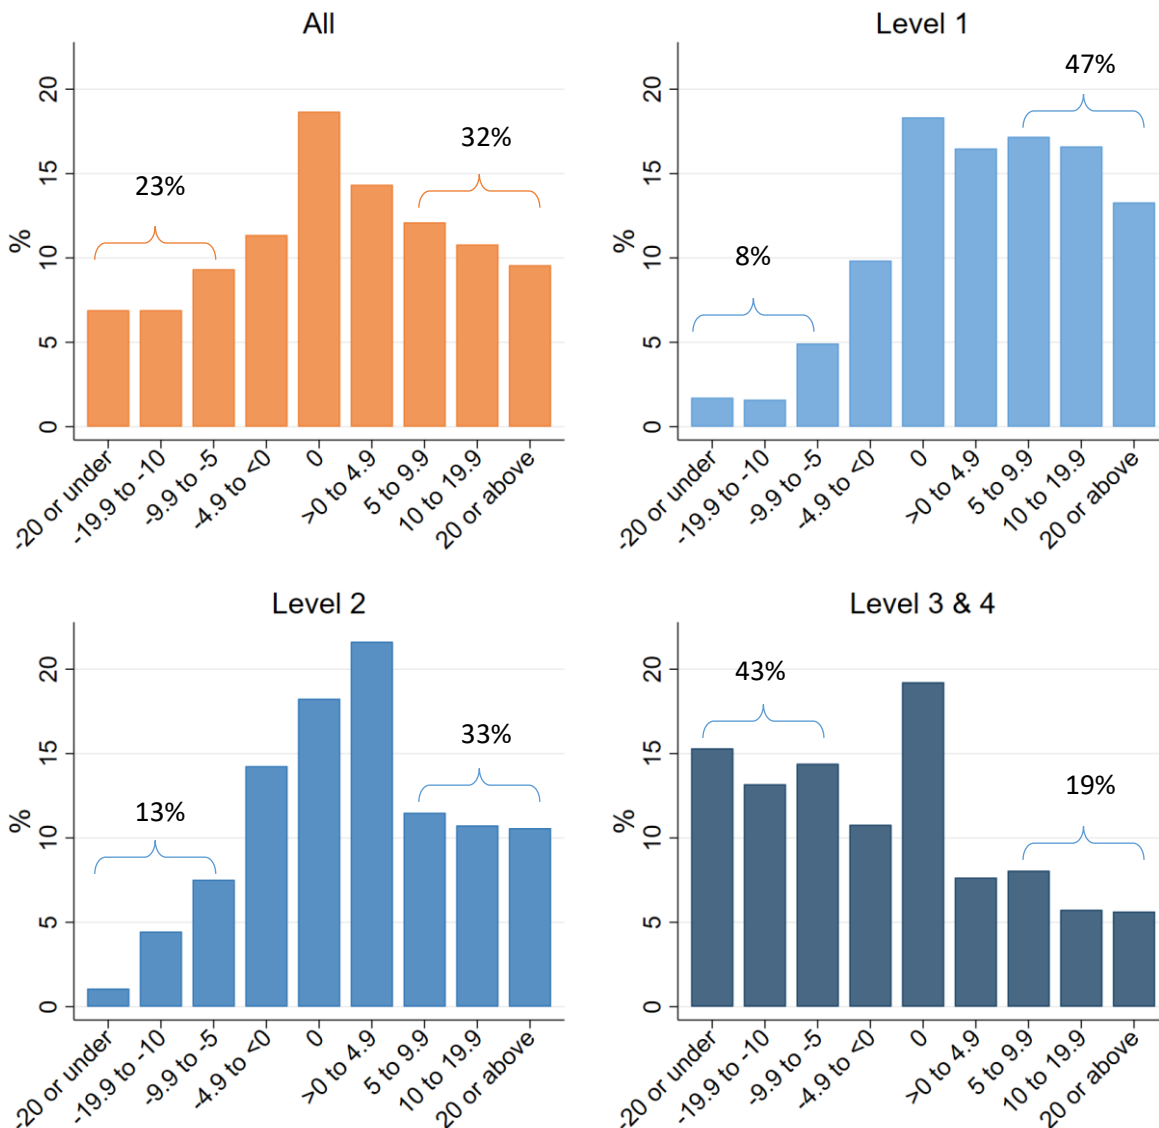 All
%
20
15
10
5
0
23%
32%
-20 or under
-19.9 to -10
-9.9 to -5
-4.9 to <0
0
>0 to 4.9
5 to 9.9
10 to 19.9
20 or above
Level 1
%
20
15
10
5
0
8%
47%
-20 or under
-19.9 to -10
-9.9 to -5
-4.9 to <0
0
>0 to 4.9
5 to 9.9
10 to 19.9
20 or above
Level 2
%
20
15
10
5
0
13%
33%
-20 or under
-19.9 to -10
-9.9 to -5
-4.9 to <0
0
>0 to 4.9
5 to 9.9
10 to 19.9
20 or above
Level 3 & 4
%
20
15
10
5
0
43%
19%
-20 or under
-19.9 to -10
-9.9 to -5
-4.9 to <0
0
>0 to 4.9
5 to 9.9
10 to 19.9
20 or above